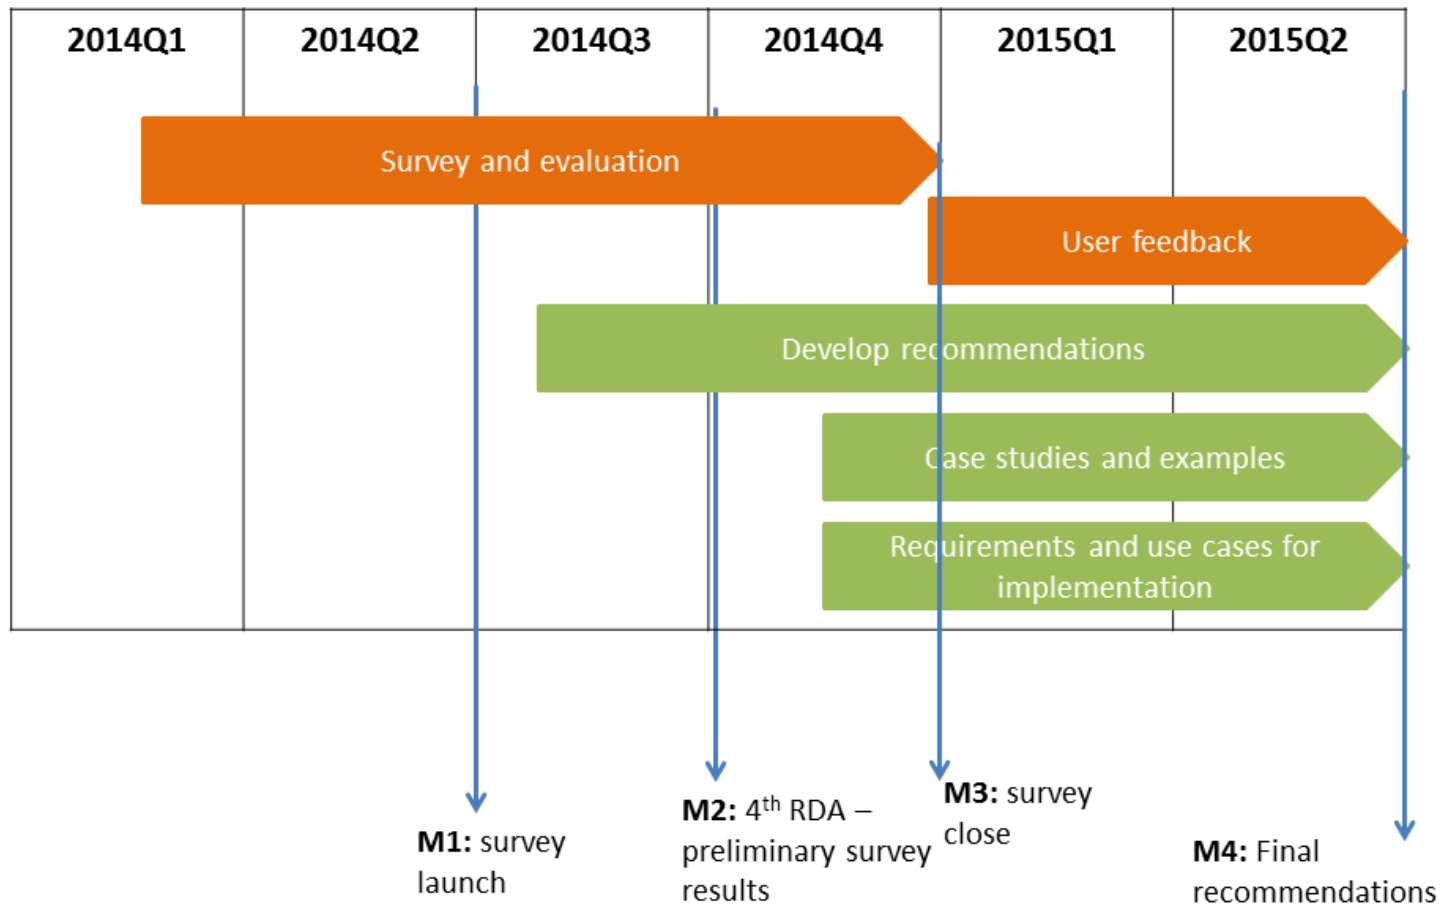 2014Q1 2014Q2 2014Q3 2014Q4 2015Q1 2015Q2
Survey and evaluation
User feedback
Develop recommendations
Case studies and examples
Requirements and use cases for
implementation
M1: survey
launch
M2: 4th RDA –
preliminary survey
results
M3: survey
close
M4: Final
recommendations